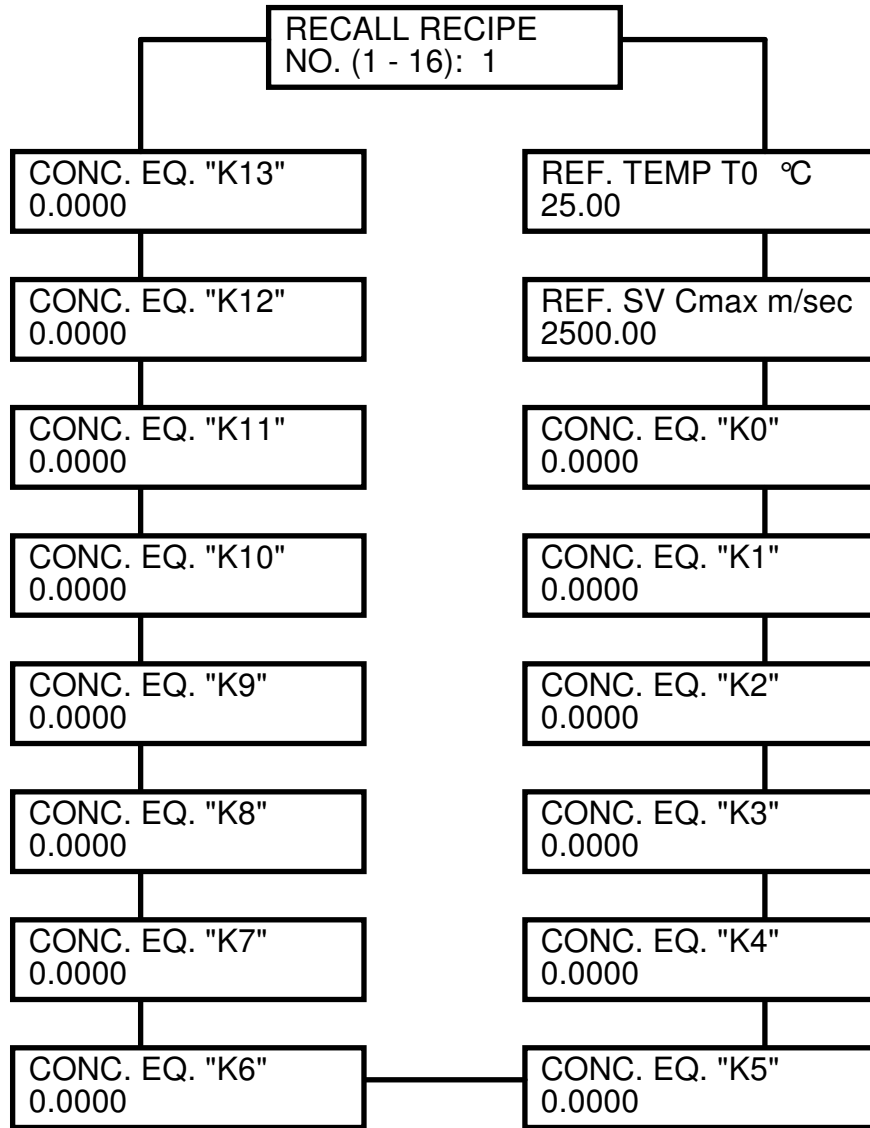 RECALL RECIPE
NO. (1 - 16):  1
CONC. EQ. "K13"
0.0000
REF. TEMP T0  °C
25.00
CONC. EQ. "K12"
0.0000
REF. SV Cmax m/sec
2500.00
CONC. EQ. "K11"
0.0000
CONC. EQ. "K0"
0.0000
CONC. EQ. "K10"
0.0000
CONC. EQ. "K1"
0.0000
CONC. EQ. "K9"
0.0000
CONC. EQ. "K2"
0.0000
CONC. EQ. "K8"
0.0000
CONC. EQ. "K3"
0.0000
CONC. EQ. "K7"
0.0000
CONC. EQ. "K4"
0.0000
CONC. EQ. "K6"
0.0000
CONC. EQ. "K5"
0.0000